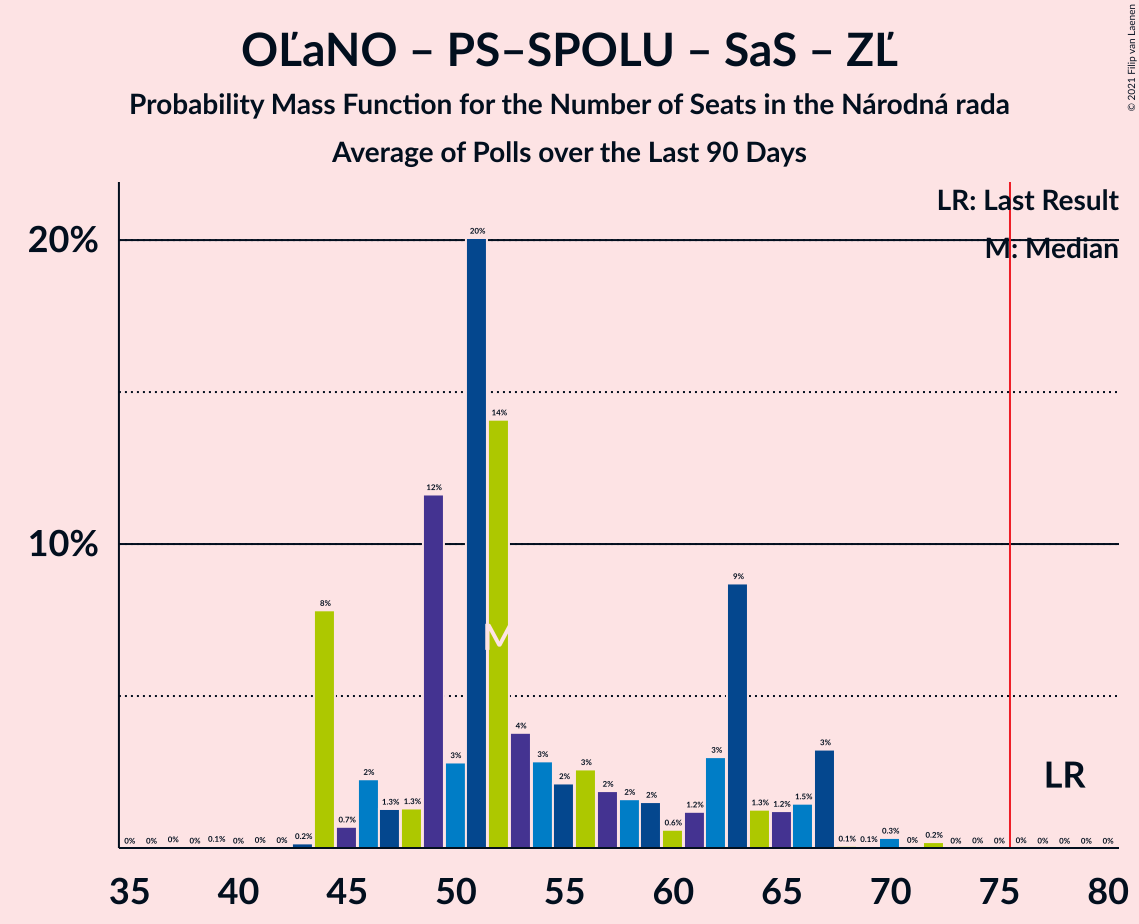 OĽaNO – PS–SPOLU – SaS – ZĽ
Probability Mass Function for the Number of Seats in the Národná rada
Average of Polls over the Last 90 Days
© 2021 Filip van Laenen
LR: Last Result
M: Median
20%
10%
0% 0% 0% 0% 0.1% 0% 0% 0% 0.2% 8% 0.7% 2% 1.3% 1.3% 12% 3% 20% 14% 4% 3% 2% 3% 2% 2% 2% 0.6% 1.2% 3% 9% 1.3% 1.2% 1.5% 3% 0.1% 0.1% 0.3% 0% 0.2% 0% 0% 0% 0% 0% 0% 0% 0%
M
LR
35 40 45 50 55 60 65 70 75 80